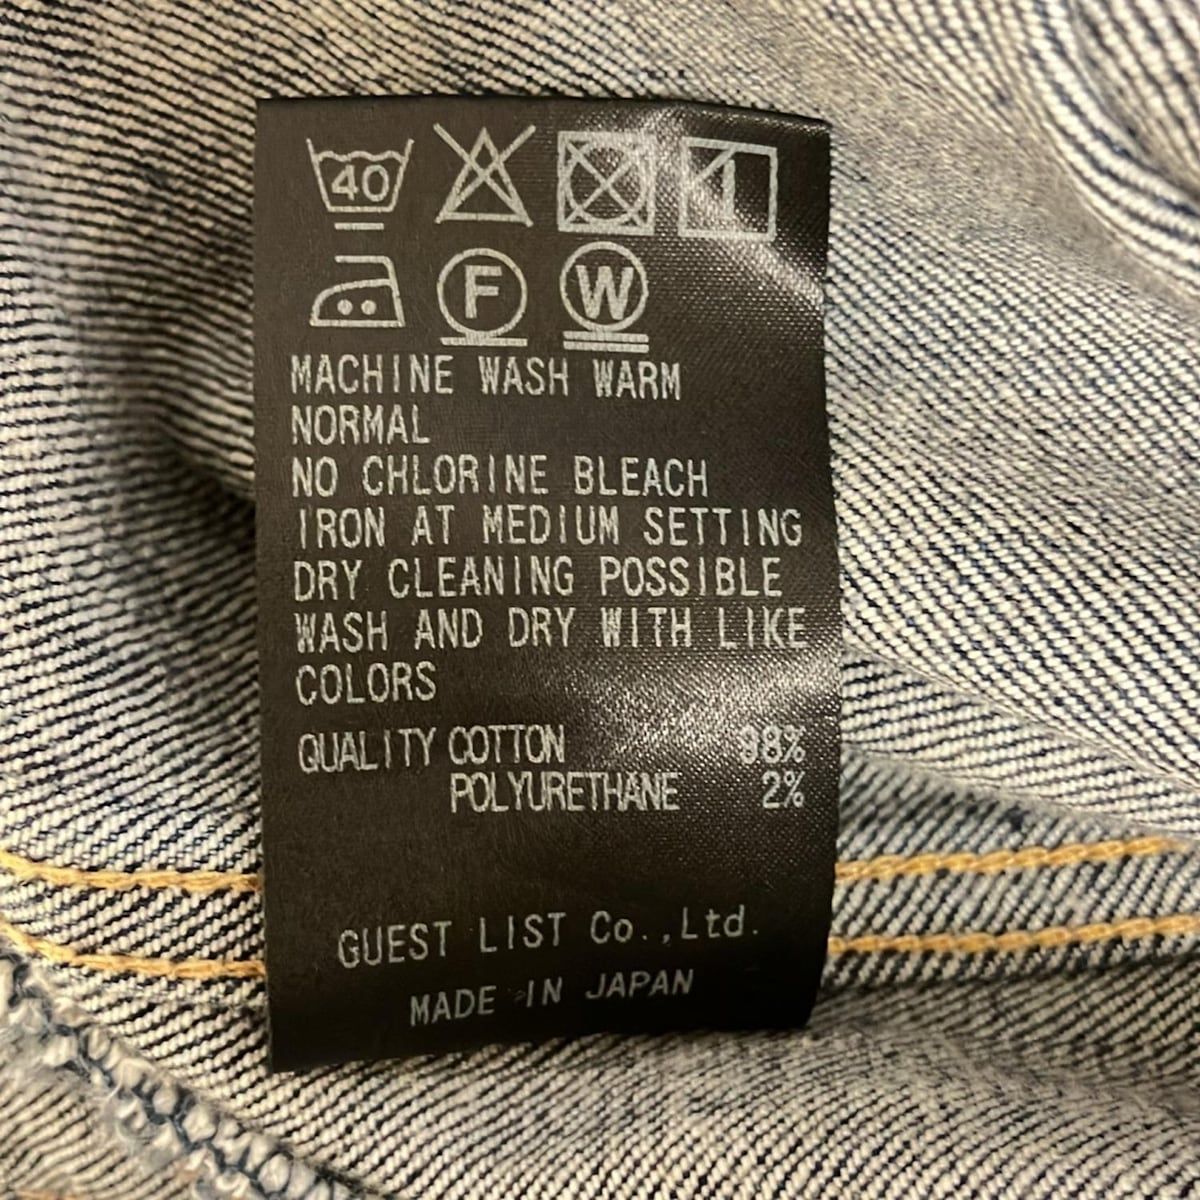 40
F W
MACHINE WASH WARM
NORMAL
NO CHLORINE BLEACH
IRON AT MEDIUM SETTING
DRY CLEANING POSSIBLE
WASH AND DRY WITH LIKE
COLORS
QUALITY COTTON 98%
POLYURETHANE 2%
GUEST LIST Co.,Ltd.
MADE IN JAPAN